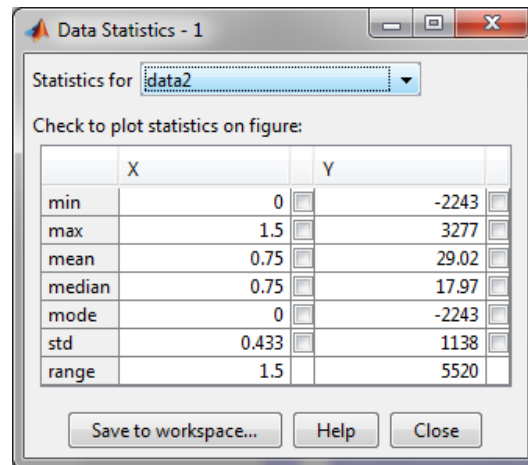 Data Statistics - 1
Statistics for data2
Check to plot statistics on figure:
X Y
min 0 -2243
max 1.5 3277
mean 0.75 29.02
median 0.75 17.97
mode 0 -2243
std 0.433 1138
range 1.5 5520
Save to workspace... Help Close